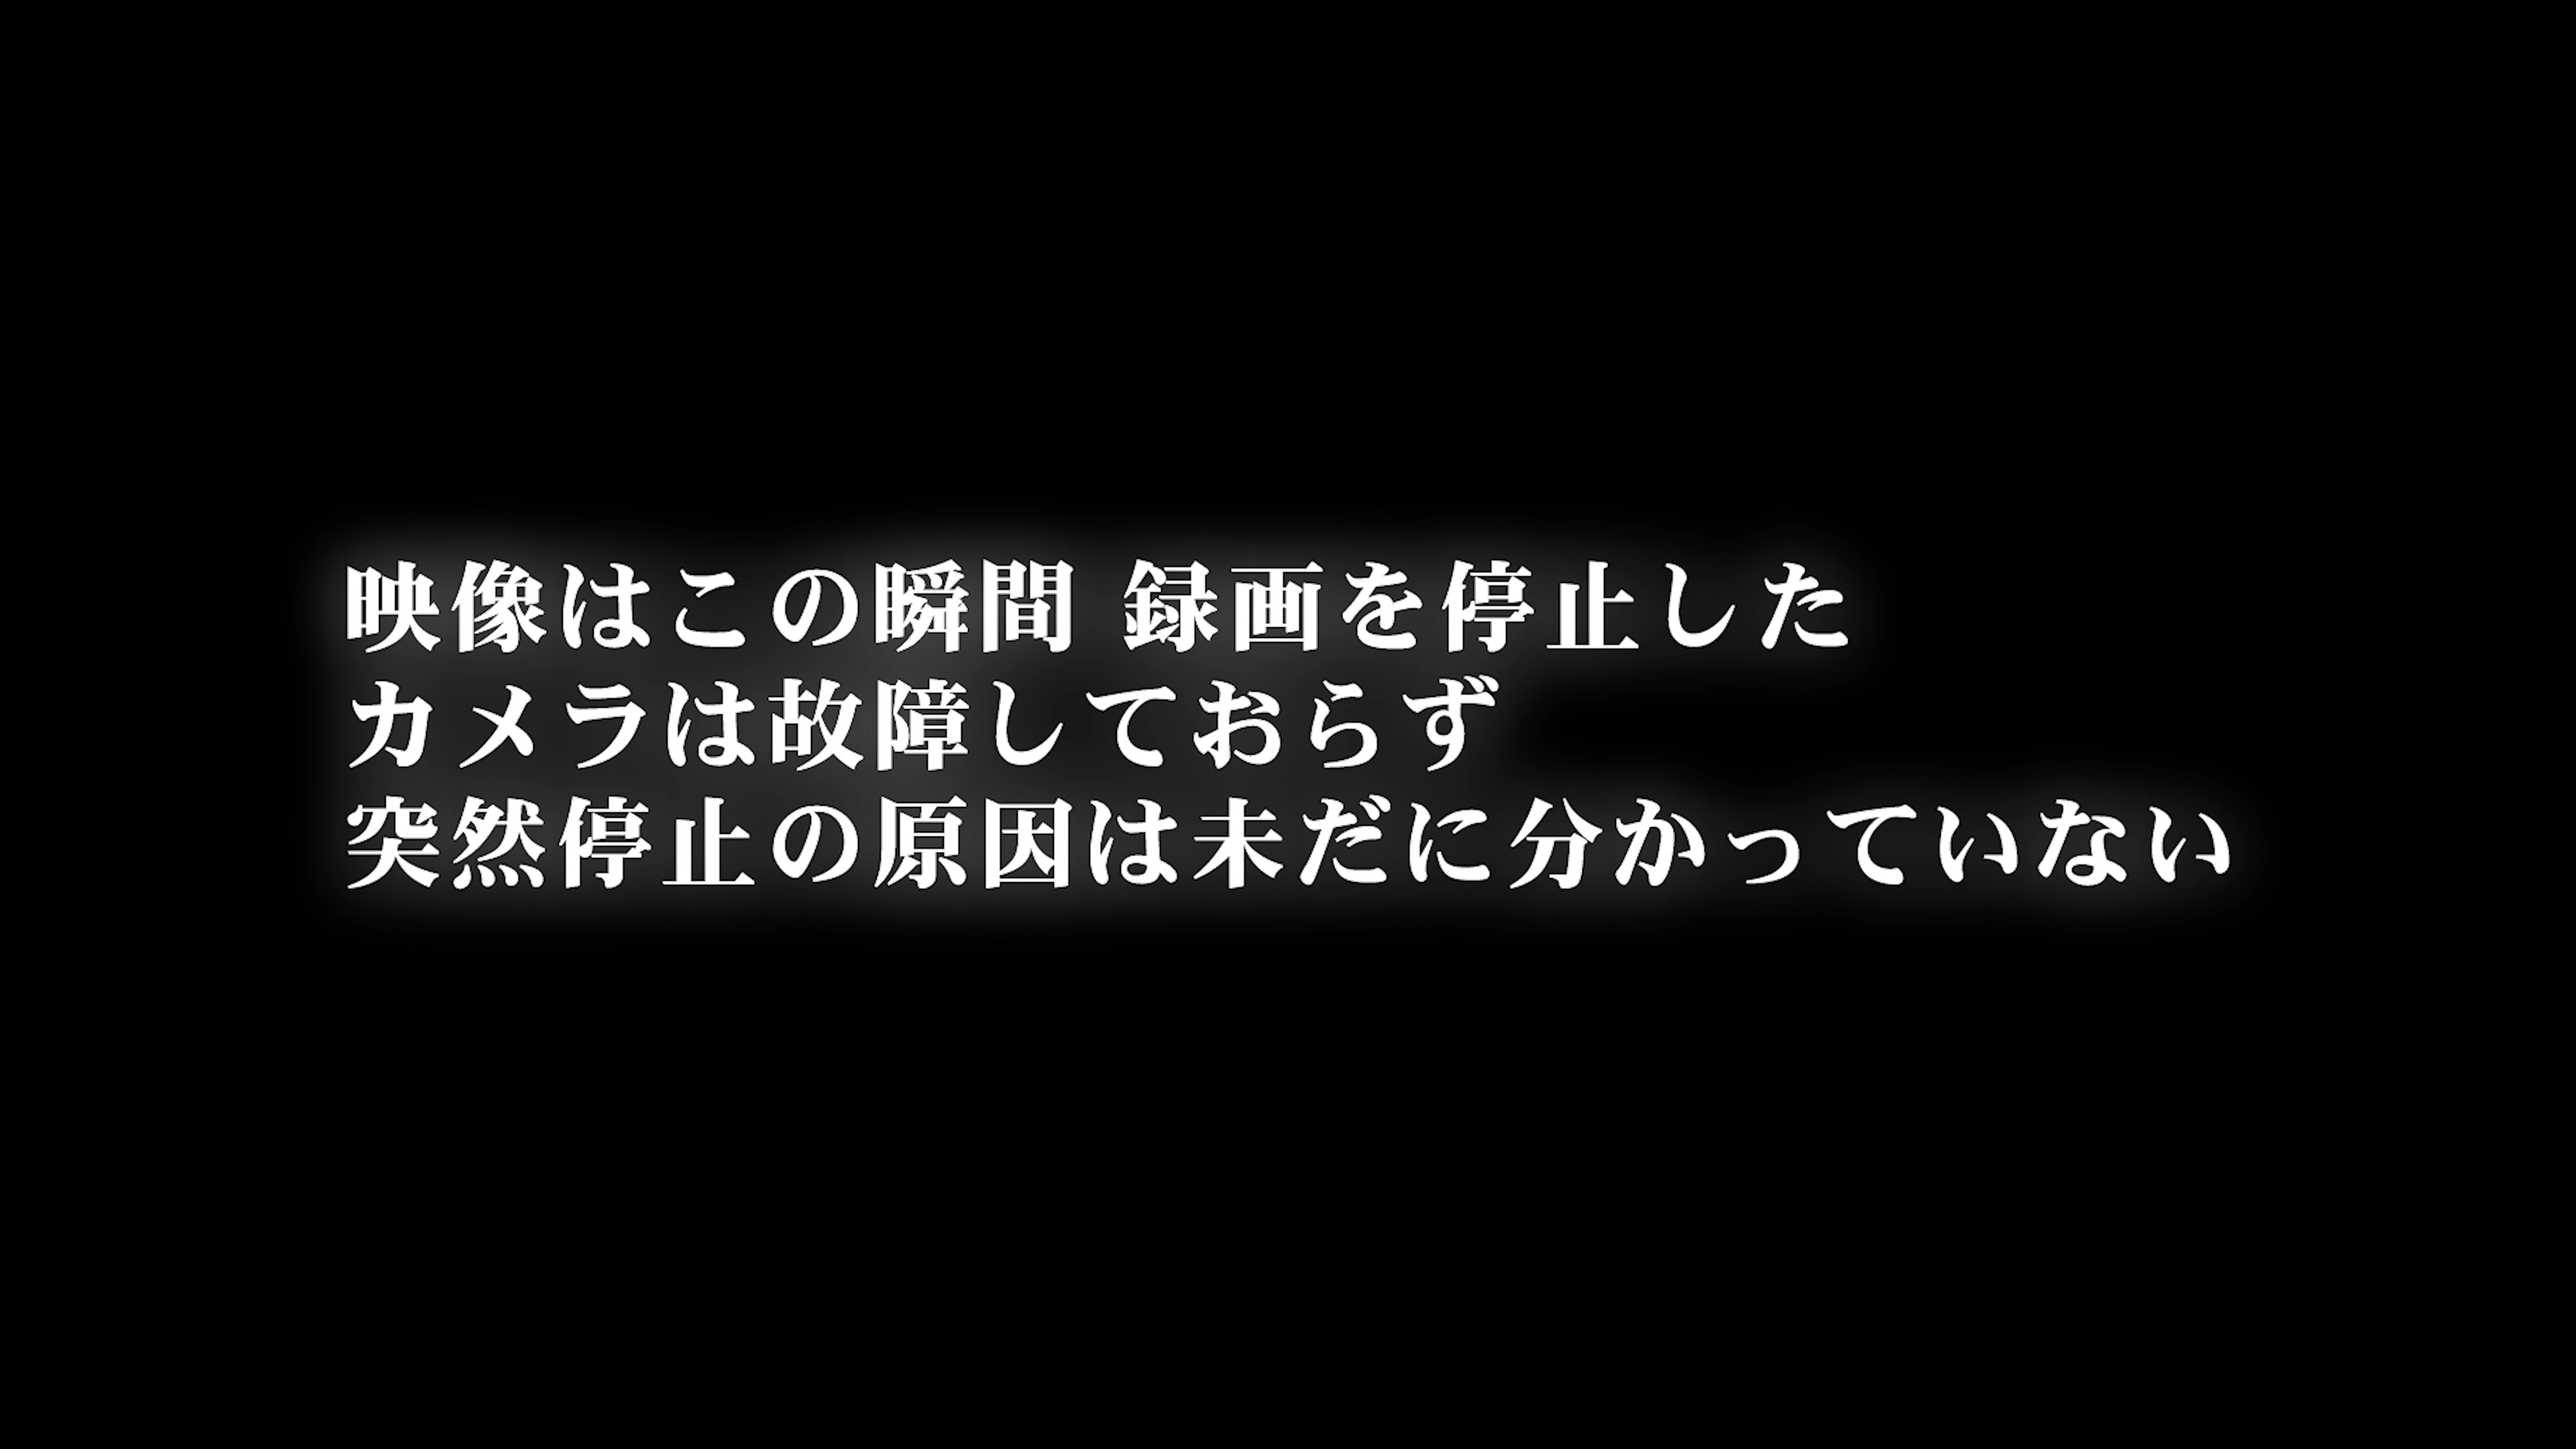 映像はこの瞬間 録画を停止した
カメラは故障しておらず
突然停止の原因は未だに分かっていない